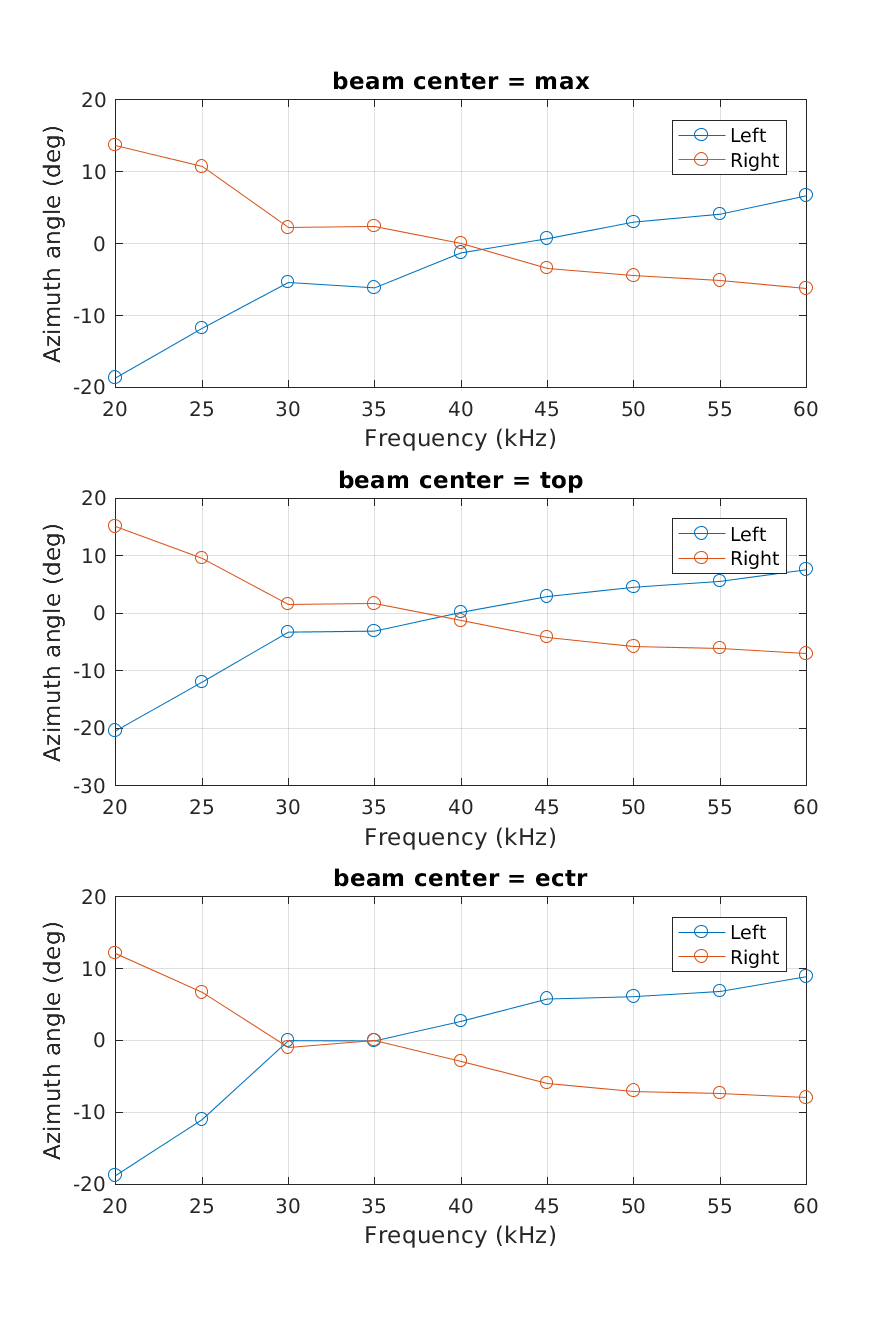 beam center = max
20
10
0
-10
-20
Azimuth angle (deg)
Left
Right
20 25 30 35 40 45 50 55 60
Frequency (kHz)
beam center = top
20
10
0
-10
-20
-30
Azimuth angle (deg)
Left
Right
20 25 30 35 40 45 50 55 60
Frequency (kHz)
beam center = ectr
20
10
0
-10
-20
Azimuth angle (deg)
Left
Right
20 25 30 35 40 45 50 55 60
Frequency (kHz)